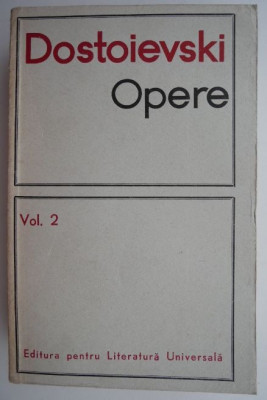 Dostoievski
Opere
Vol. 2
Editura pentru Literatură Universală